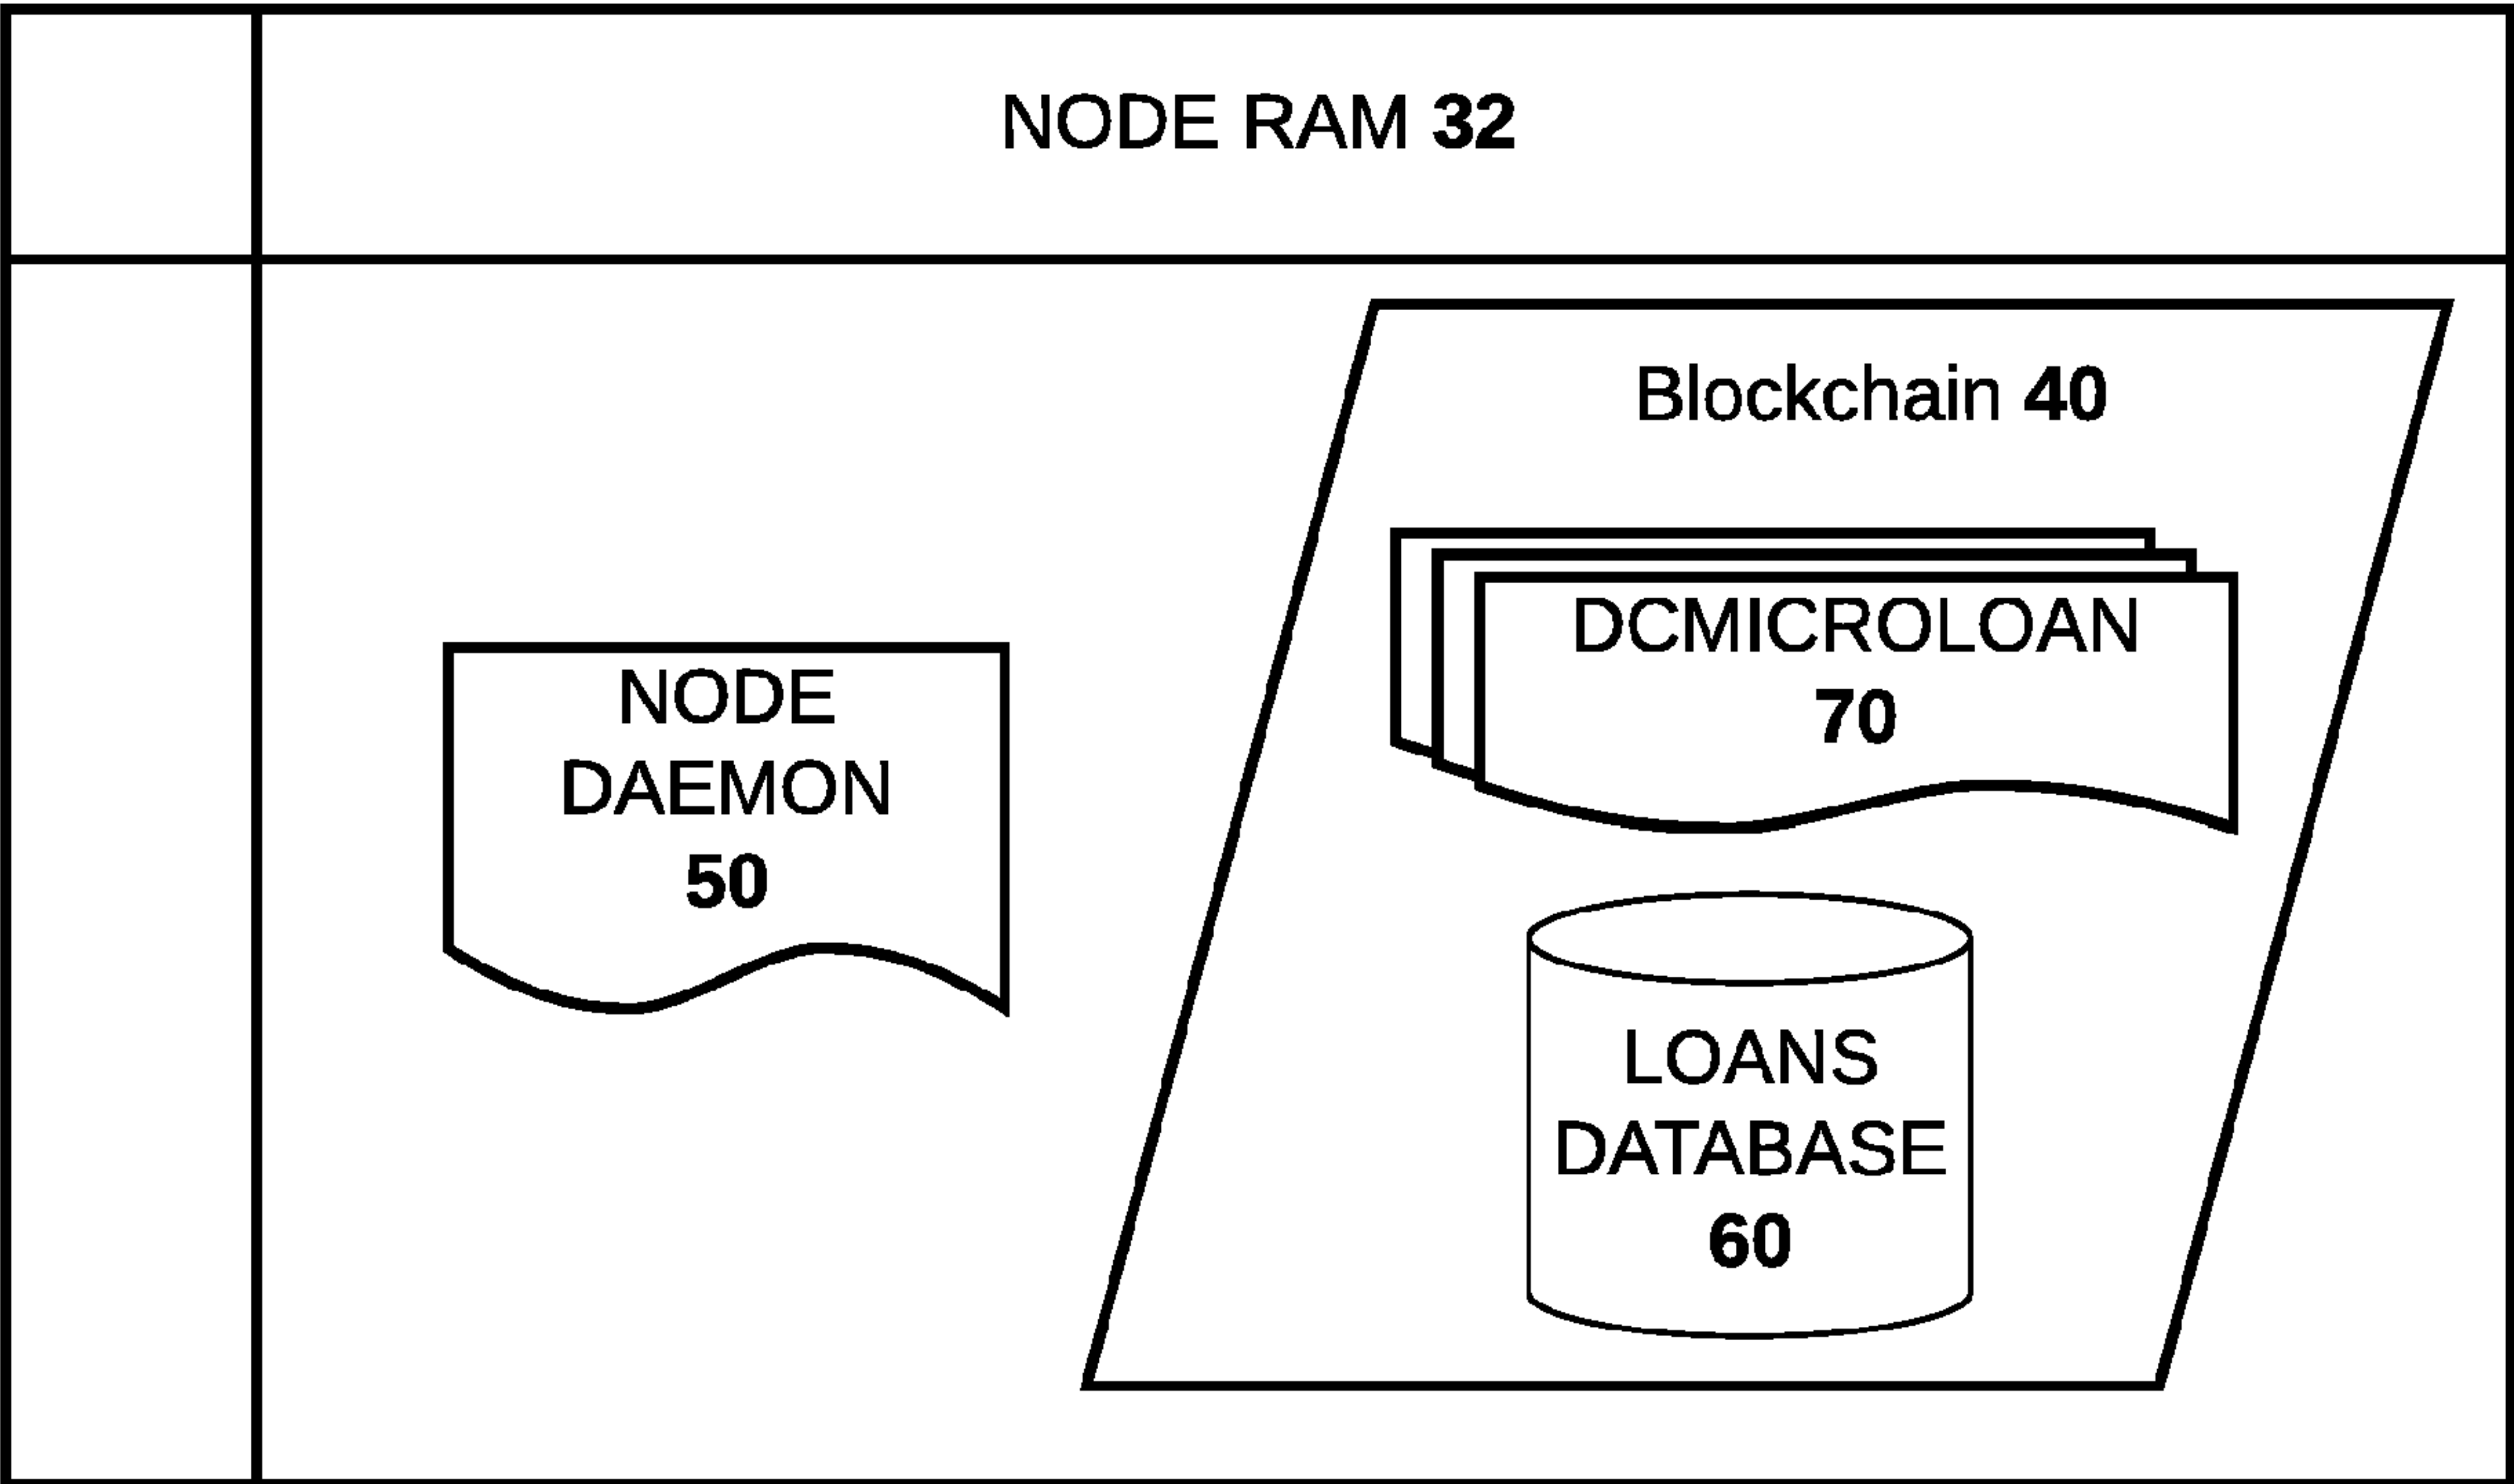 NODE RAM 32
Blockchain 40
DCMICROLOAN
70
NODE
DAEMON
50
LOANS
DATABASE
60